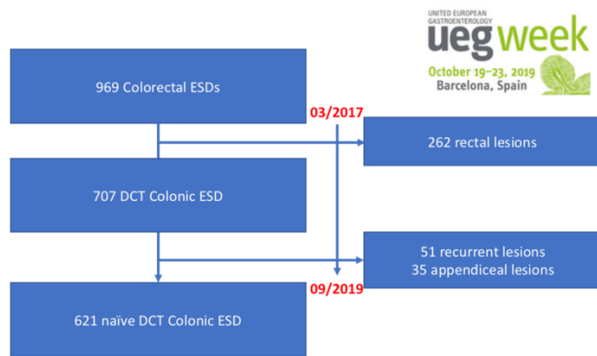 UNITED EUROPEAN
GASTROENTEROLOGY
ueg week
October 19-23, 2019
Barcelona, Spain
969 Colorectal ESDs
03/2017
262 rectal lesions
707 DCT Colonic ESD
51 recurrent lesions
35 appendiceal lesions
09/2019
621 naïve DCT Colonic ESD